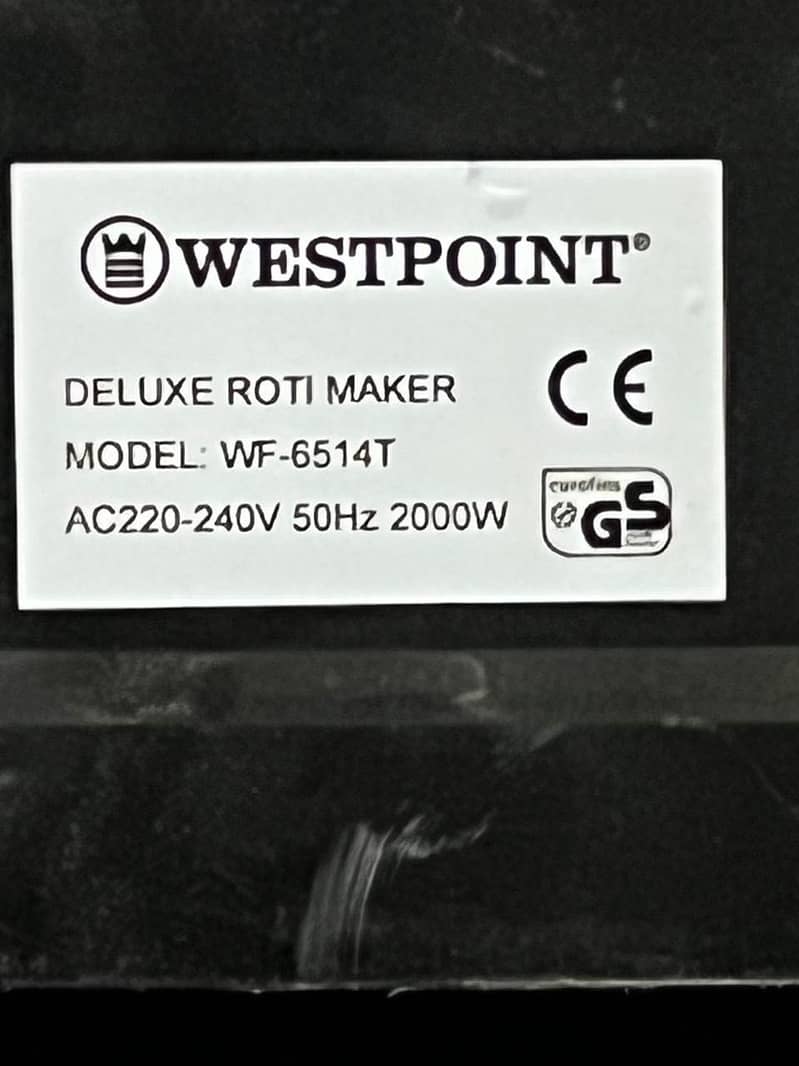 WESTPOINT®
DELUXE ROTI MAKER
CE
MODEL: WF-6514T
AC220-240V 50Hz 2000W
GS